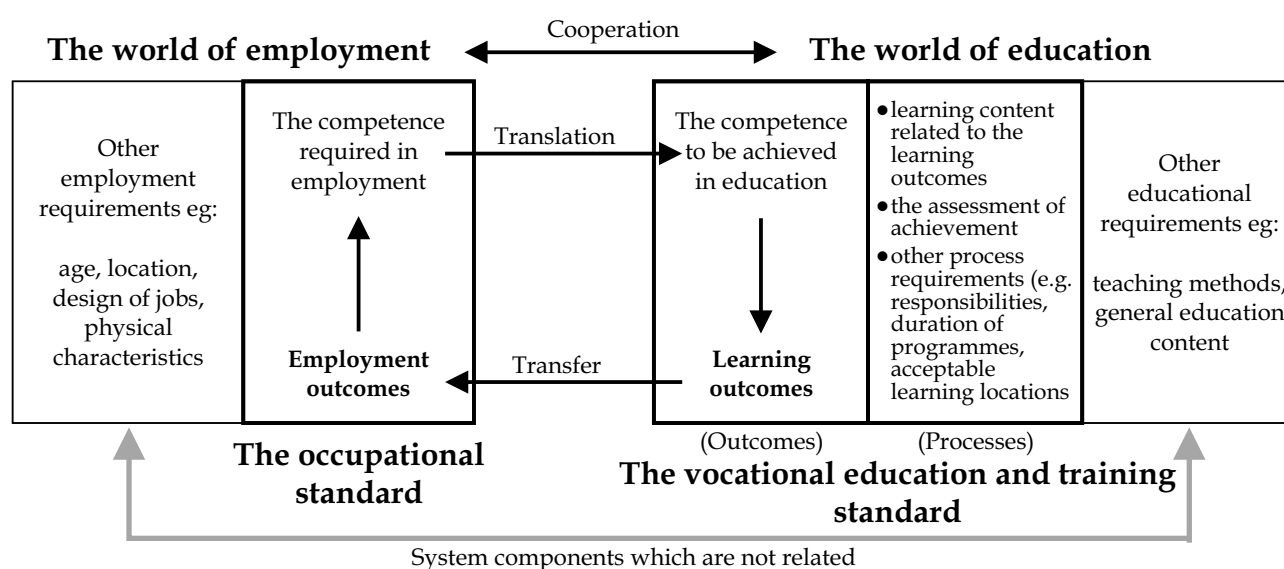 Cooperation
The world of employment
The world of education
Other
employment
requirements eg:
age, location,
design of jobs,
physical
characteristics
The competence
required in
employment
Employment
outcomes
Translation
Transfer
The competence
to be achieved
in education
Learning
outcomes
●learning content
related to the
learning
outcomes
●the assessment of
achievement
●other process
requirements (e.g.
responsibilities,
duration of
programmes,
acceptable
learning locations
Other
educational
requirements eg:
teaching methods,
general education
content
(Outcomes)
(Processes)
The occupational
standard
The vocational education and training
standard
System components which are not related